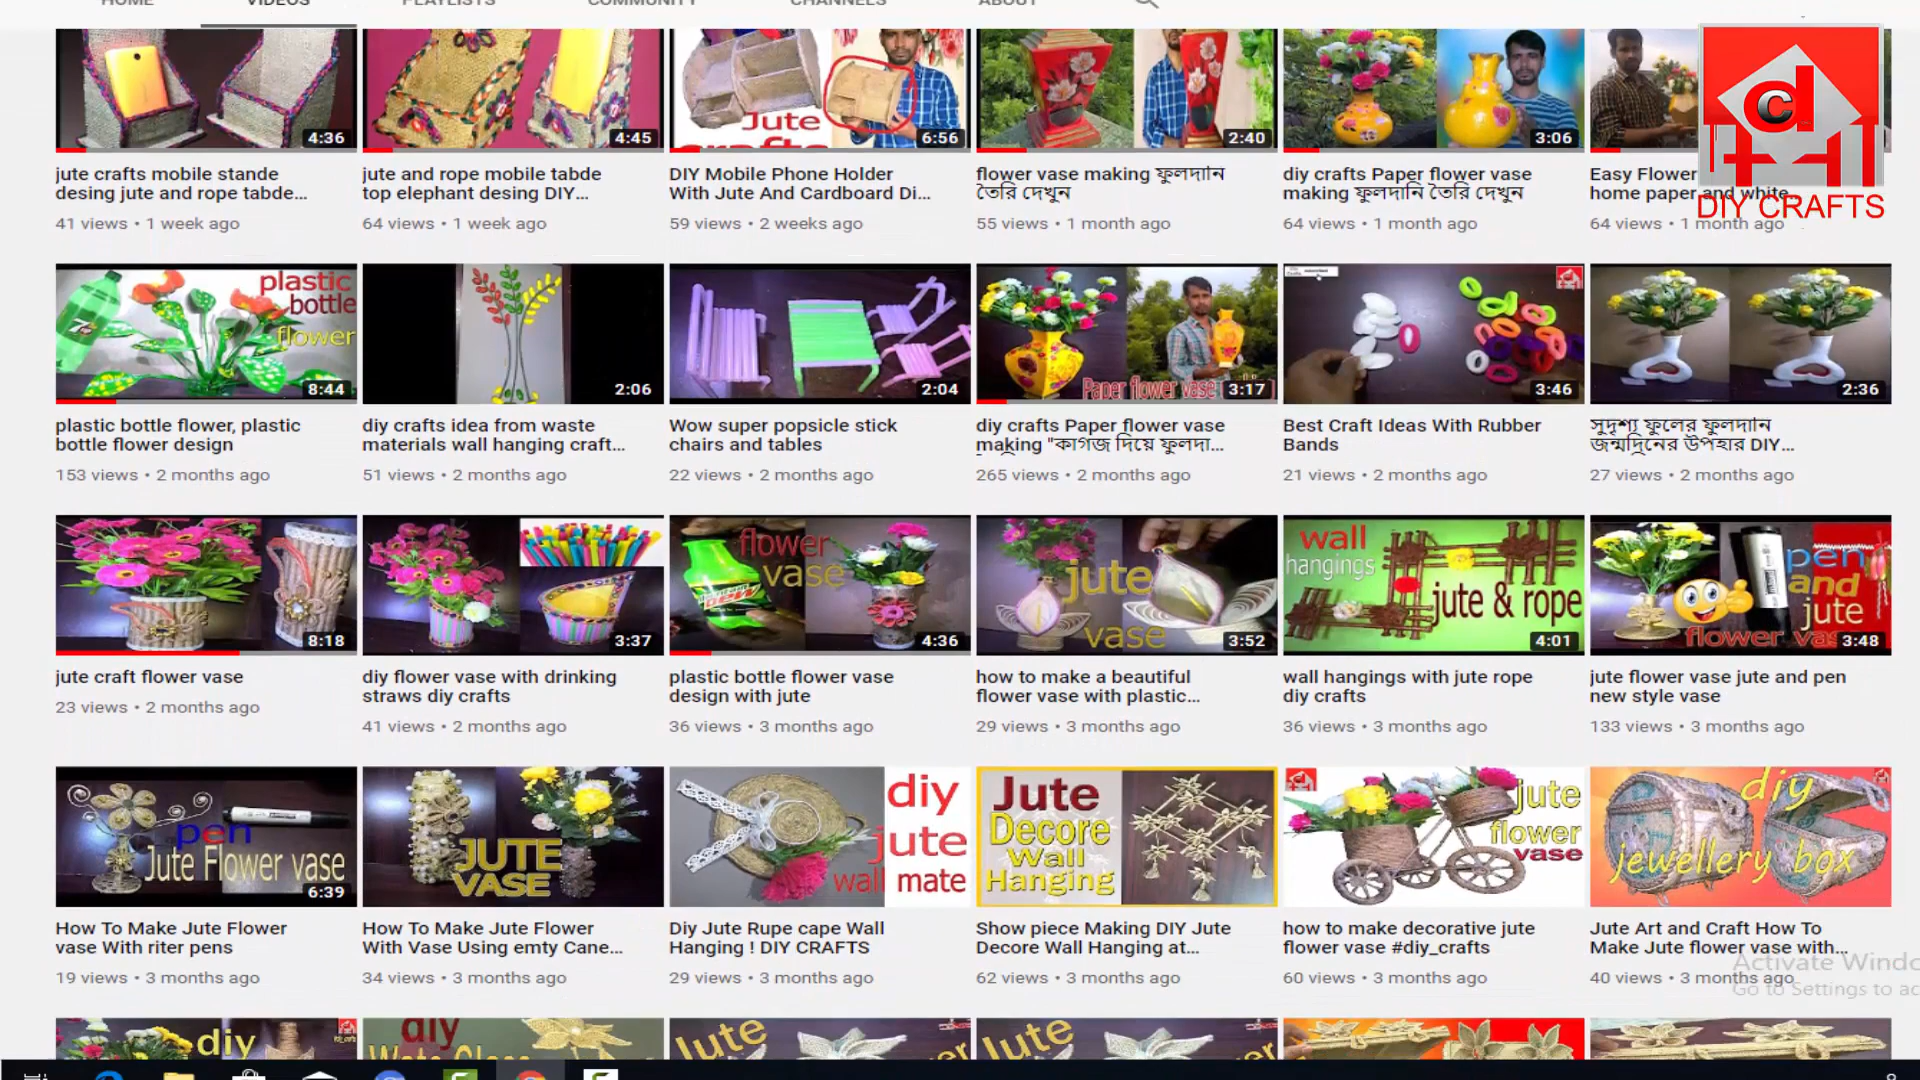 HOME VIDEOS PLAYLISTS COMMUNITY CHANNELS ABOUT
4:36
4:45
Jute
crafts
6:56
2:40
3:06
jute crafts mobile stande
desing jute and rope tabde...
41 views • 1 week ago
jute and rope mobile tabde
top elephant desing DIY...
64 views • 1 week ago
DIY Mobile Phone Holder
With Jute And Cardboard Di...
59 views • 2 weeks ago
flower vase making ফুলদানি
তৈরি দেখুন
55 views • 1 month ago
diy crafts Paper flower vase
making ফুলদানি তৈরি দেখুন
64 views • 1 month ago
Easy Flower
home paper and white...
64 views • 1 month ago
d
c
DIY CRAFTS
plastic
bottle
flower
7up
8:44
2:06
2:04
Paper flower vase
3:17
3:46
2:36
plastic bottle flower, plastic
bottle flower design
153 views • 2 months ago
diy crafts idea from waste
materials wall hanging craft...
51 views • 2 months ago
Wow super popsicle stick
chairs and tables
22 views • 2 months ago
diy crafts Paper flower vase
making "কাগজ দিয়ে ফুলদা...
265 views • 2 months ago
Best Craft Ideas With Rubber
Bands
21 views • 2 months ago
সুদৃশ্য ফুলের ফুলদানি
জন্মদিনের উপহার DIY...
27 views • 2 months ago
8:18
3:37
flower
vase
4:36
jute
vase
3:52
wall
hangings
jute & rope
4:01
pen
and
jute
flower vase
3:48
jute craft flower vase
23 views • 2 months ago
diy flower vase with drinking
straws diy crafts
41 views • 2 months ago
plastic bottle flower vase
design with jute
36 views • 3 months ago
how to make a beautiful
flower vase with plastic...
29 views • 3 months ago
wall hangings with jute rope
diy crafts
36 views • 3 months ago
jute flower vase jute and pen
new style vase
133 views • 3 months ago
pen
Jute Flower vase
6:39
JUTE
VASE
diy
jute
wall mate
Jute
Decore
Wall
Hanging
jute
flower
vase
diy
jewellery box
How To Make Jute Flower
vase With riter pens
19 views • 3 months ago
How To Make Jute Flower
With Vase Using emty Cane...
34 views • 3 months ago
Diy Jute Rupe cape Wall
Hanging ! DIY CRAFTS
29 views • 3 months ago
Show piece Making DIY Jute
Decore Wall Hanging at...
62 views • 3 months ago
how to make decorative jute
flower vase #diy_crafts
60 views • 3 months ago
Jute Art and Craft How To
Make Jute flower vase with...
40 views • 3 months ago
Activate Windo
Go to Settings to ac
diy
diy
Jute
Jute